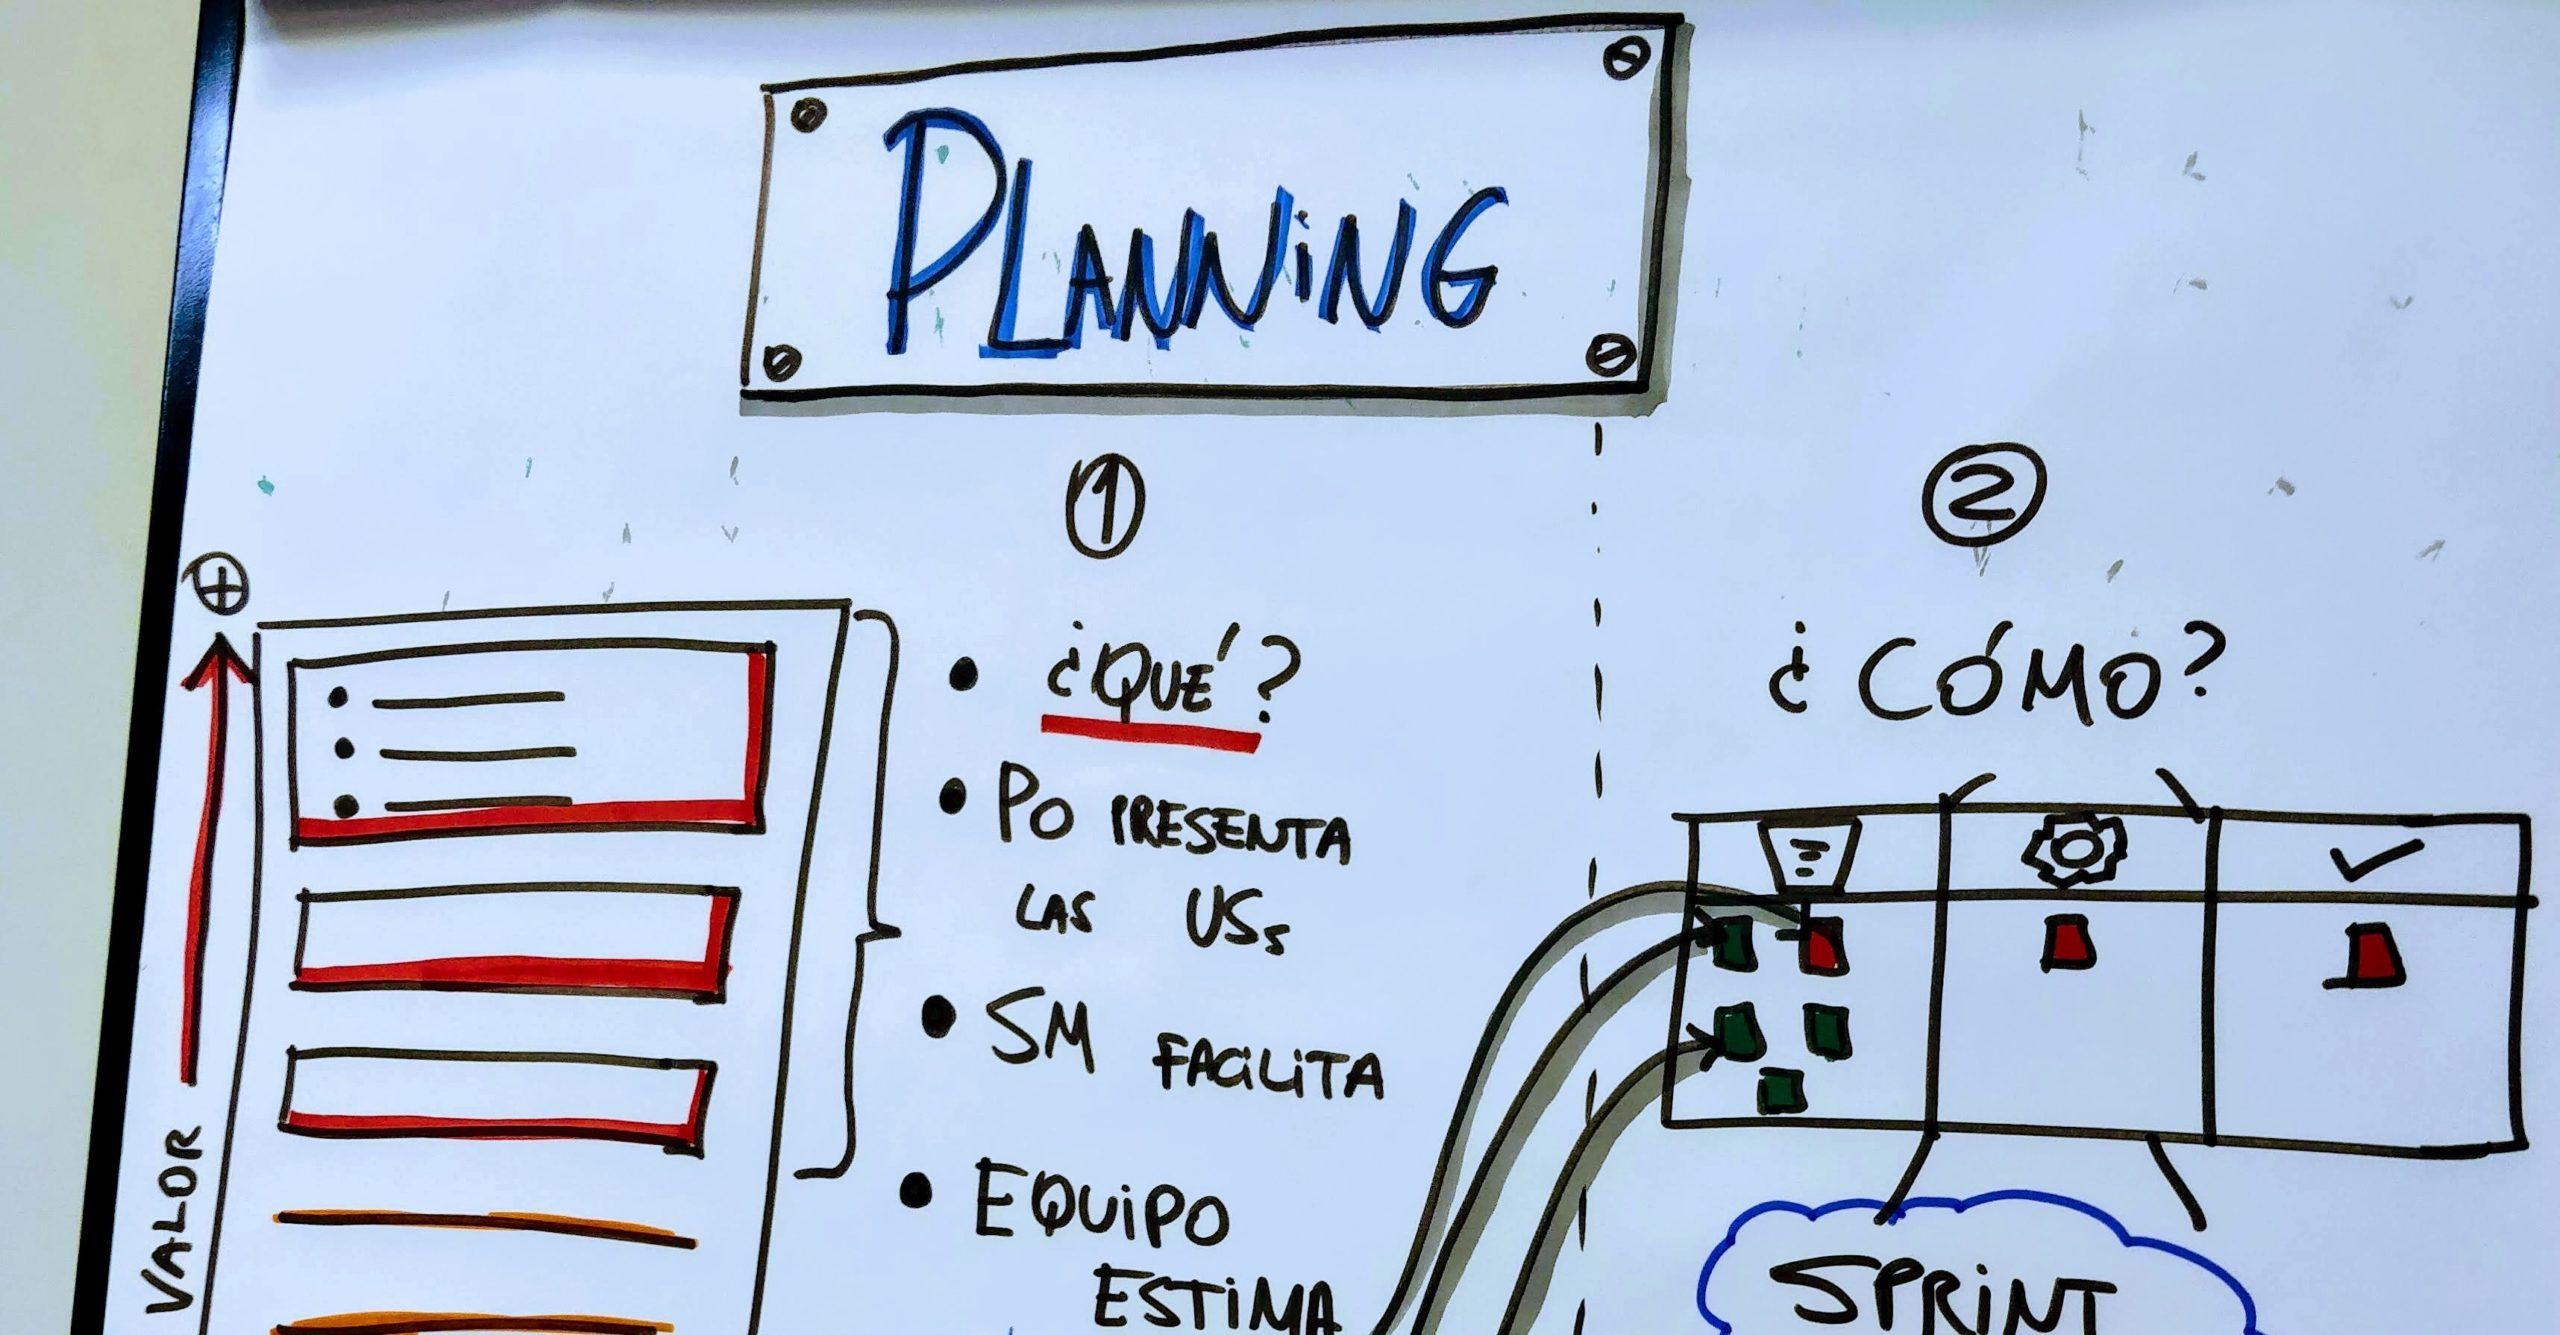 PLANNiNG
1
2
+
¿QUÉ?
PO PRESENTA
LAS USs
SM FACiLiTA
EQUiPO
ESTiMA
VALOR
¿CÓMO?
SPRiNT